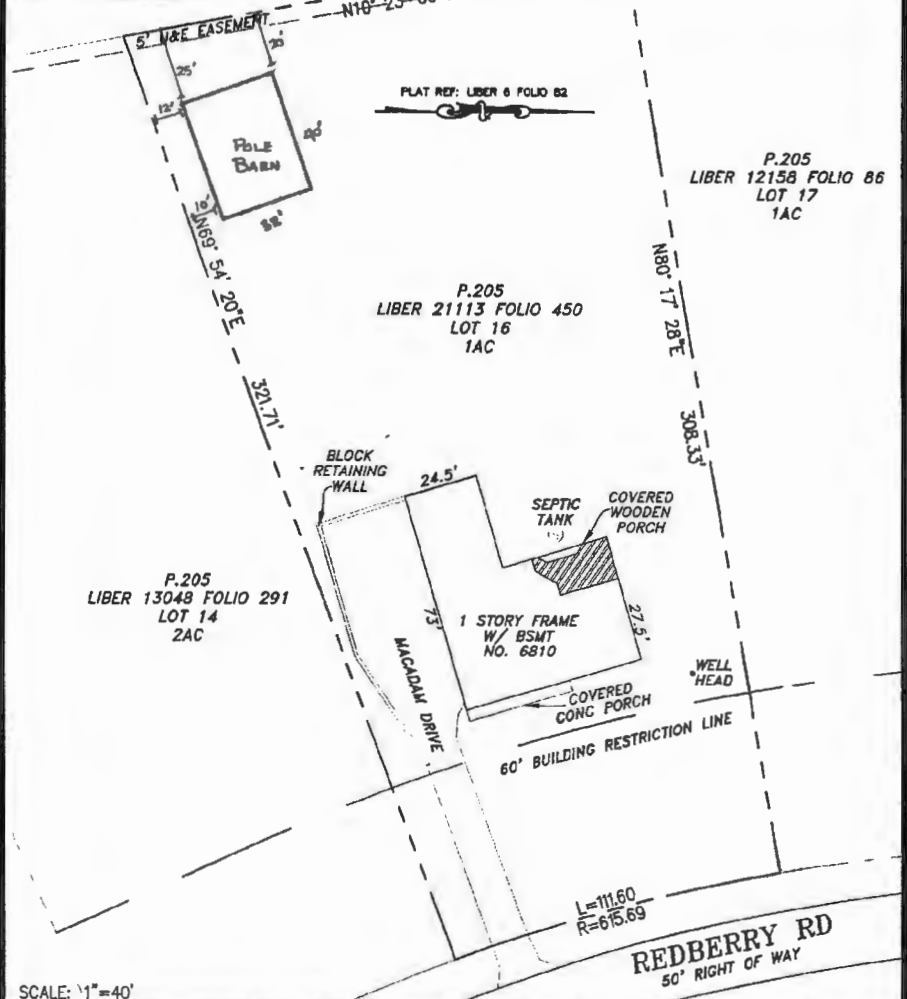 5' M&E EASEMENT
25'
20'
12'
POLE
BARN
40'
10'
32'
PLAT REF: LIBER 6 FOLIO 82
P.205
LIBER 12158 FOLIO 86
LOT 17
1AC
N69° 54' 20"E
321.71'
P.205
LIBER 21113 FOLIO 450
LOT 16
1AC
N80° 17' 28"E
308.33'
BLOCK
RETAINING
WALL
24.5'
SEPTIC
TANK
COVERED
WOODEN
PORCH
P.205
LIBER 13048 FOLIO 291
LOT 14
2AC
73'
1 STORY FRAME
W/ BSMT
NO. 6810
27.5'
MACADAM DRIVE
WELL
HEAD
COVERED
CONC PORCH
60' BUILDING RESTRICTION LINE
L=111.60
R=615.69
REDBERRY RD
50' RIGHT OF WAY
SCALE: 1"=40'